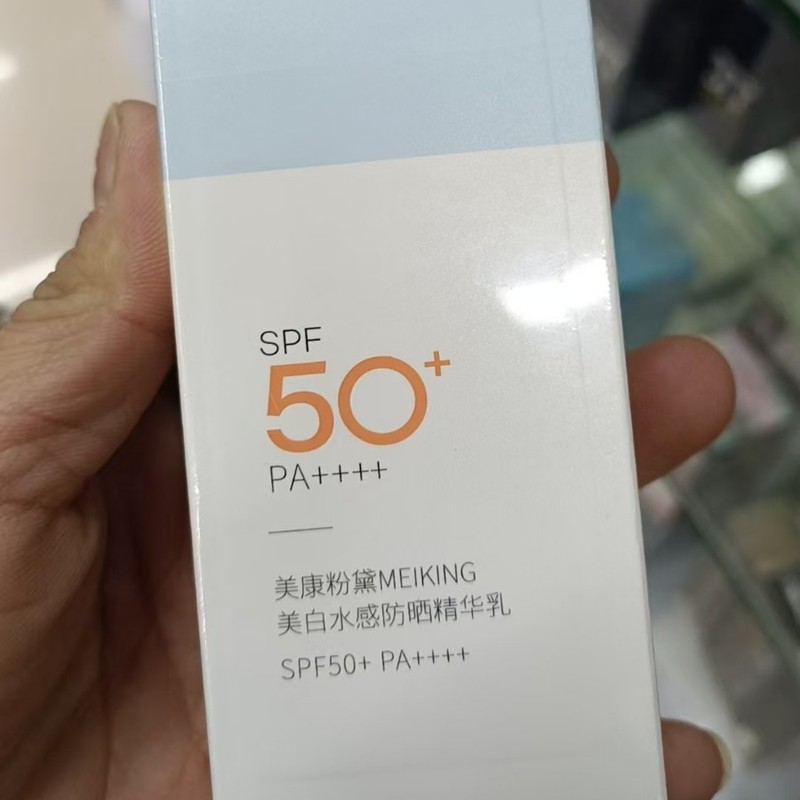 SPF
50+
PA++++
美康粉黛MEIKING
美白水感防晒精华乳
SPF50+ PA++++